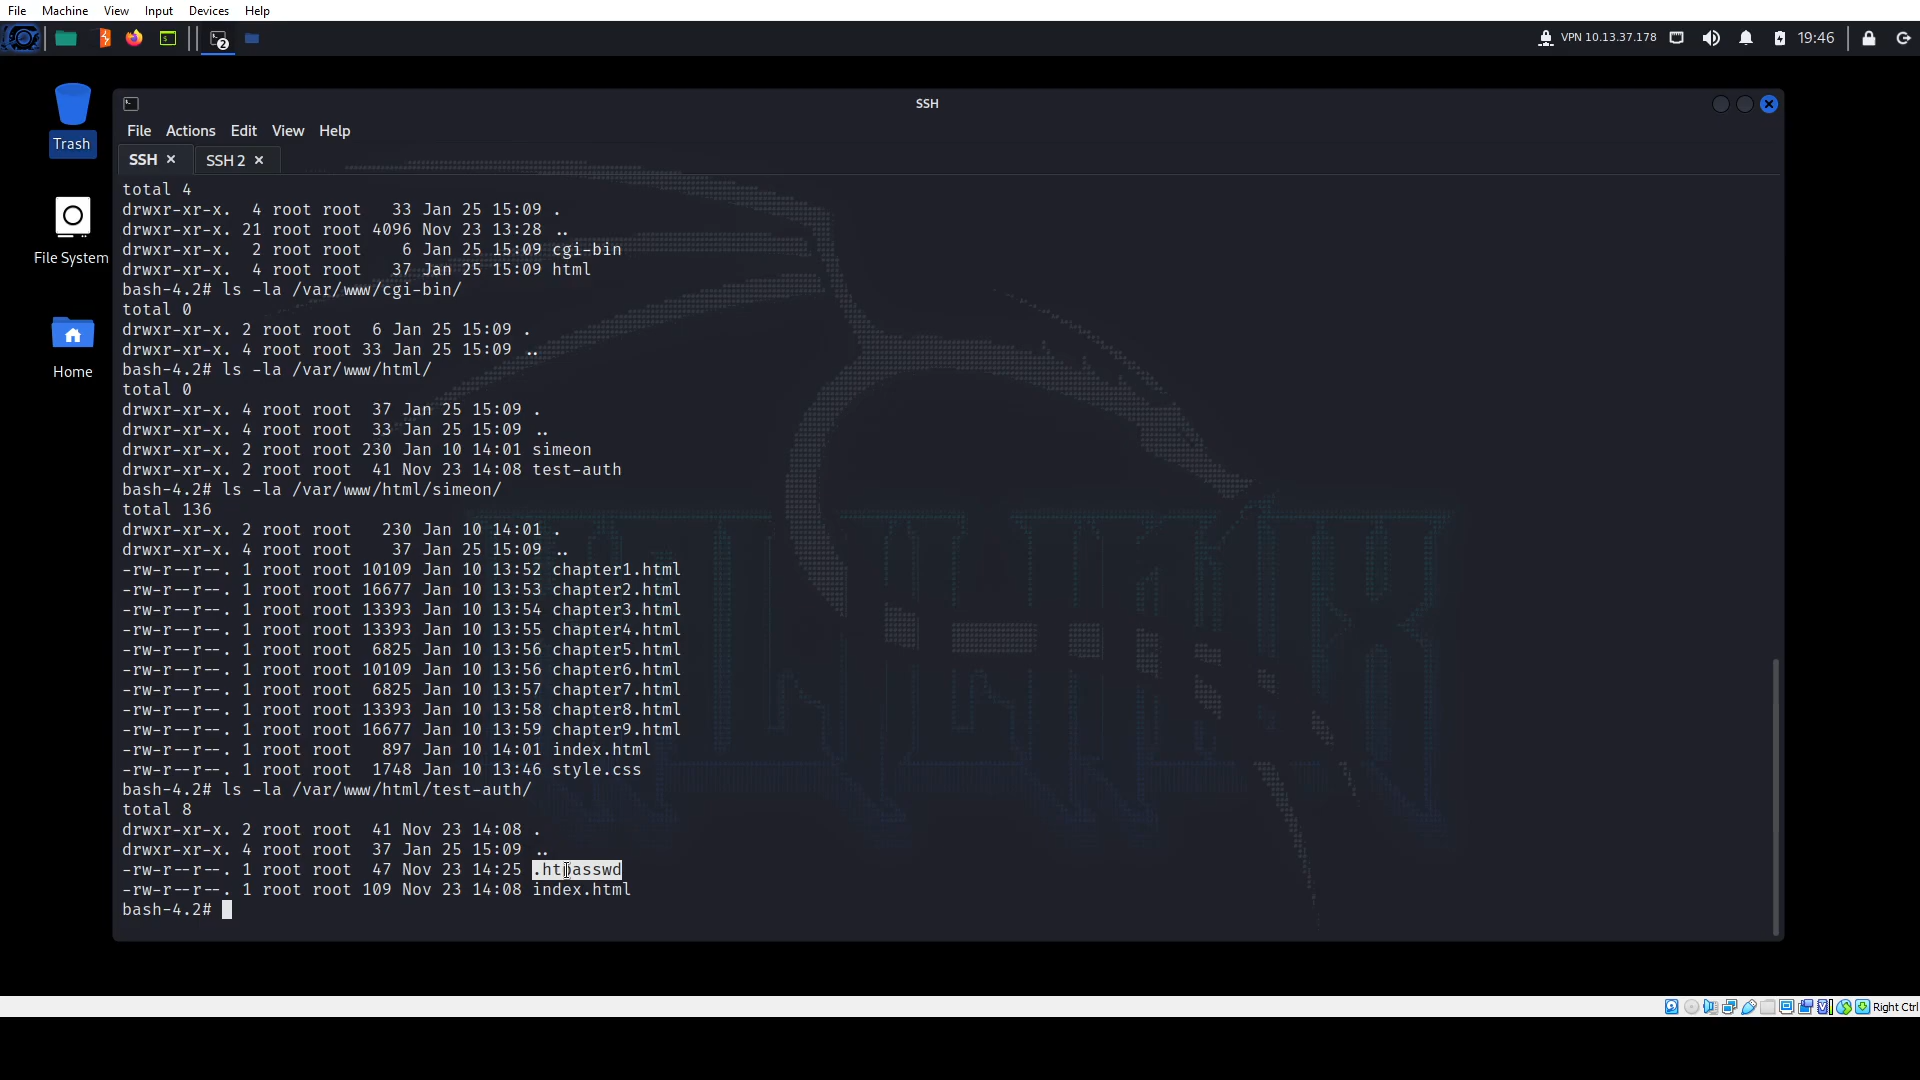 File Machine View Input Devices Help
2 VPN 10.13.37.178 19:46
Trash
File System
Home
SSH
File Actions Edit View Help
SSH SSH 2
total 4
drwxr-xr-x.  4 root root   33 Jan 25 15:09 .
drwxr-xr-x. 21 root root 4096 Nov 23 13:28 ..
drwxr-xr-x.  2 root root    6 Jan 25 15:09 cgi-bin
drwxr-xr-x.  4 root root   37 Jan 25 15:09 html
bash-4.2# ls -la /var/www/cgi-bin/
total 0
drwxr-xr-x. 2 root root  6 Jan 25 15:09 .
drwxr-xr-x. 4 root root 33 Jan 25 15:09 ..
bash-4.2# ls -la /var/www/html/
total 0
drwxr-xr-x. 4 root root  37 Jan 25 15:09 .
drwxr-xr-x. 4 root root  33 Jan 25 15:09 ..
drwxr-xr-x. 2 root root 230 Jan 10 14:01 simeon
drwxr-xr-x. 2 root root  41 Nov 23 14:08 test-auth
bash-4.2# ls -la /var/www/html/simeon/
total 136
drwxr-xr-x. 2 root root   230 Jan 10 14:01 .
drwxr-xr-x. 4 root root    37 Jan 25 15:09 ..
-rw-r--r--. 1 root root 10109 Jan 10 13:52 chapter1.html
-rw-r--r--. 1 root root 16677 Jan 10 13:53 chapter2.html
-rw-r--r--. 1 root root 13393 Jan 10 13:54 chapter3.html
-rw-r--r--. 1 root root 13393 Jan 10 13:55 chapter4.html
-rw-r--r--. 1 root root  6825 Jan 10 13:56 chapter5.html
-rw-r--r--. 1 root root 10109 Jan 10 13:56 chapter6.html
-rw-r--r--. 1 root root  6825 Jan 10 13:57 chapter7.html
-rw-r--r--. 1 root root 13393 Jan 10 13:58 chapter8.html
-rw-r--r--. 1 root root 16677 Jan 10 13:59 chapter9.html
-rw-r--r--. 1 root root   897 Jan 10 14:01 index.html
-rw-r--r--. 1 root root  1748 Jan 10 13:46 style.css
bash-4.2# ls -la /var/www/html/test-auth/
total 8
drwxr-xr-x. 2 root root  41 Nov 23 14:08 .
drwxr-xr-x. 4 root root  37 Jan 25 15:09 ..
-rw-r--r--. 1 root root  47 Nov 23 14:25 .htpasswd
-rw-r--r--. 1 root root 109 Nov 23 14:08 index.html
bash-4.2#
Right Ctrl